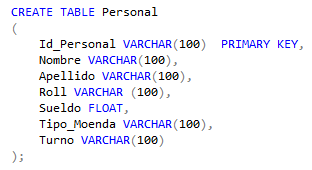 CREATE TABLE Personal
(
Id_Personal VARCHAR(100)  PRIMARY KEY,
Nombre VARCHAR(100),
Apellido VARCHAR(100),
Roll VARCHAR (100),
Sueldo FLOAT,
Tipo_Moenda VARCHAR(100),
Turno VARCHAR(100)
);